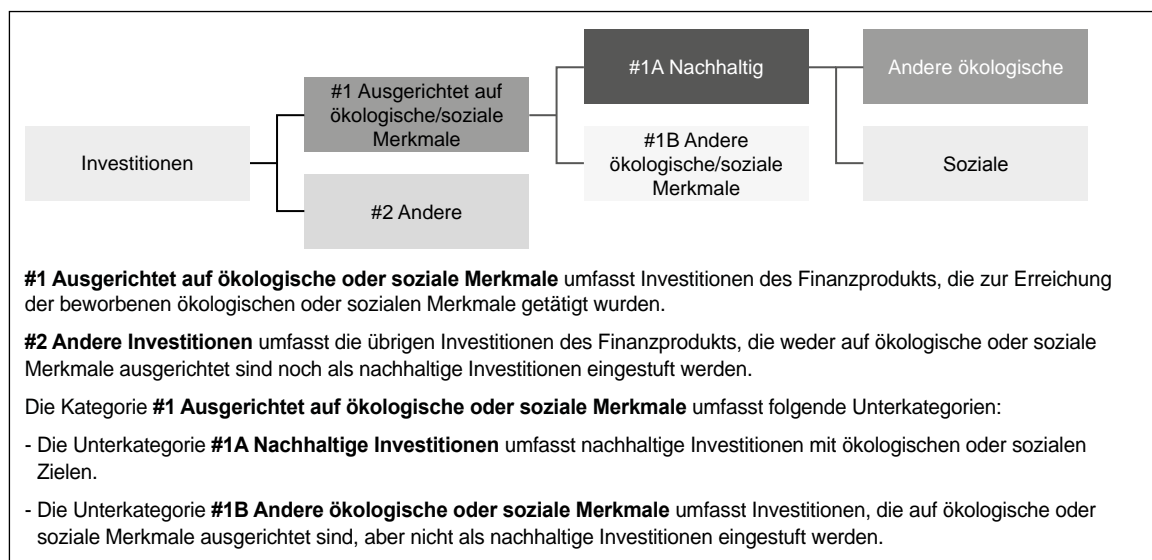 #1A Nachhaltig
Andere ökologische
#1 Ausgerichtet auf
ökologische/soziale
Merkmale
#1B Andere
ökologische/soziale
Merkmale
Investitionen
Soziale
#2 Andere
#1 Ausgerichtet auf ökologische oder soziale Merkmale umfasst Investitionen des Finanzprodukts, die zur Erreichung
der beworbenen ökologischen oder sozialen Merkmale getätigt wurden.
#2 Andere Investitionen umfasst die übrigen Investitionen des Finanzprodukts, die weder auf ökologische oder soziale
Merkmale ausgerichtet sind noch als nachhaltige Investitionen eingestuft werden.
Die Kategorie #1 Ausgerichtet auf ökologische oder soziale Merkmale umfasst folgende Unterkategorien:
- Die Unterkategorie #1A Nachhaltige Investitionen umfasst nachhaltige Investitionen mit ökologischen oder sozialen
Zielen.
- Die Unterkategorie #1B Andere ökologische oder soziale Merkmale umfasst Investitionen, die auf ökologische oder
soziale Merkmale ausgerichtet sind, aber nicht als nachhaltige Investitionen eingestuft werden.